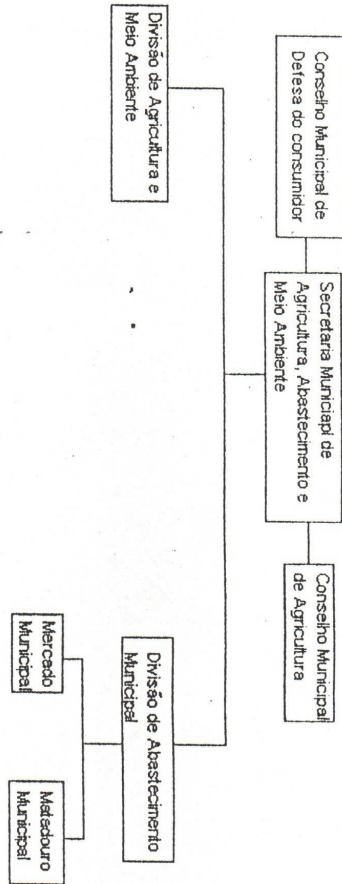 Conselho Municipal de
Defesa do consumidor
Secretaria Municiapl de
Agricultura, Abastecimento e
Meio Ambiente
Conselho Municipal
de Agricultura
Divisão de Agricultura e
Meio Ambiente
Divisão de Abastecimento
Municipal
Mercado
Municipal
Matadouro
Municipal